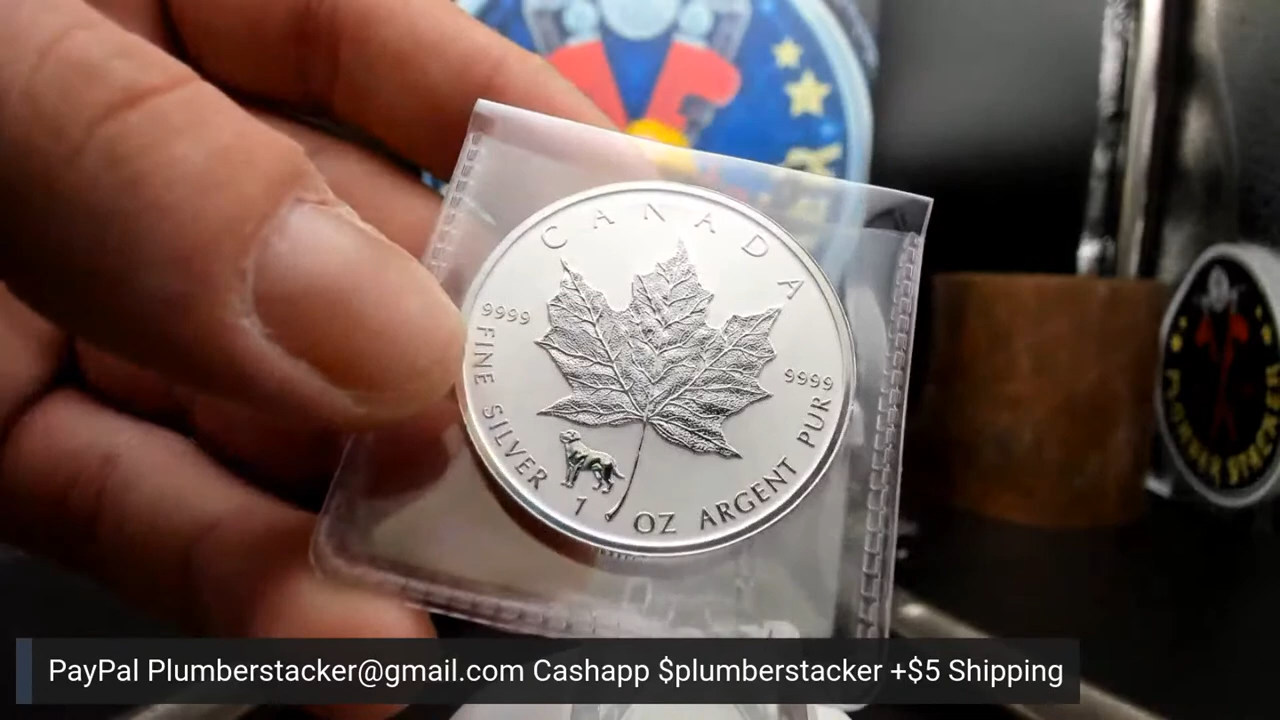 CANADA
9999
9999
FINE SILVER 1 OZ ARGENT PUR
PayPal Plumberstacker@gmail.com Cashapp $plumberstacker +$5 Shipping